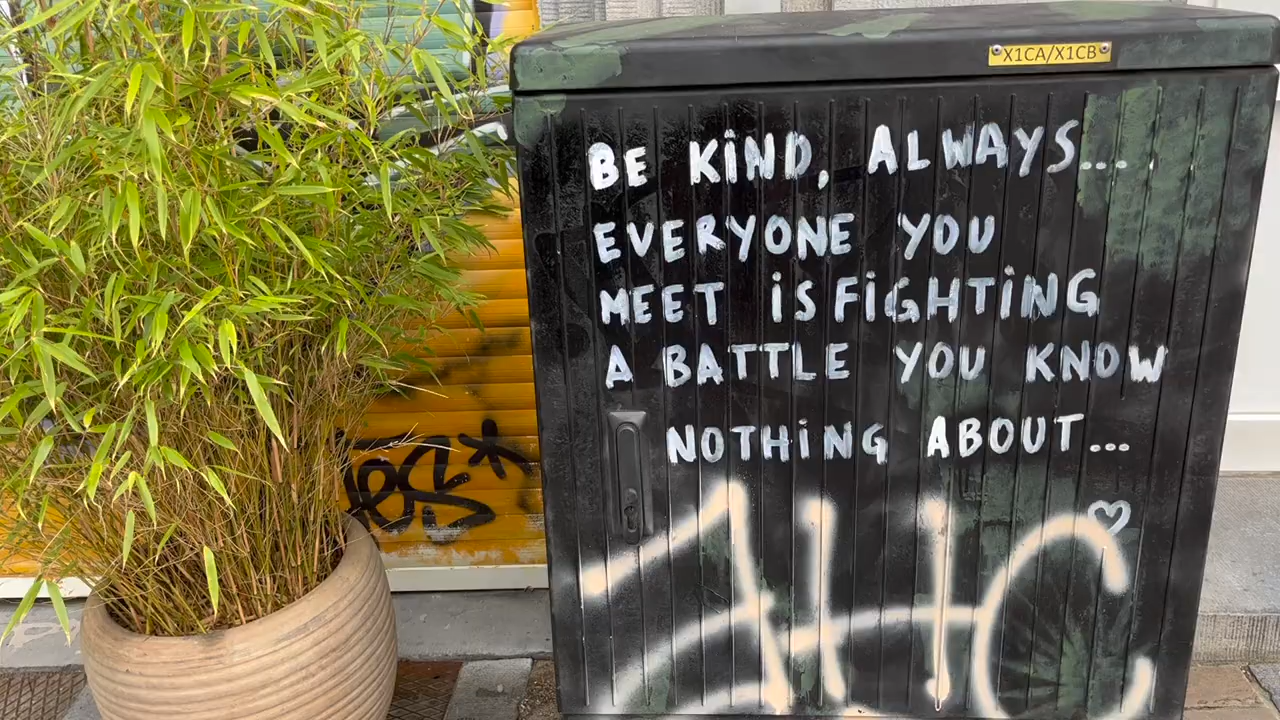 X1CA/X1CB
BE KIND, ALWAYS...
EVERYONE YOU
MEET IS FIGHTING
A BATTLE YOU KNOW
NOTHING ABOUT...